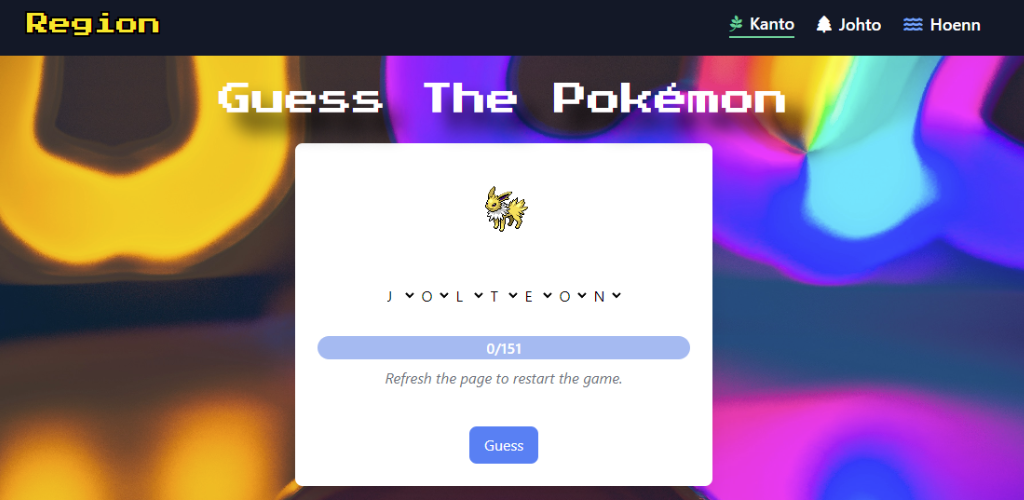 Region
Kanto Johto Hoenn
Guess The Pokémon
J O L T E O N
0/151
Refresh the page to restart the game.
Guess